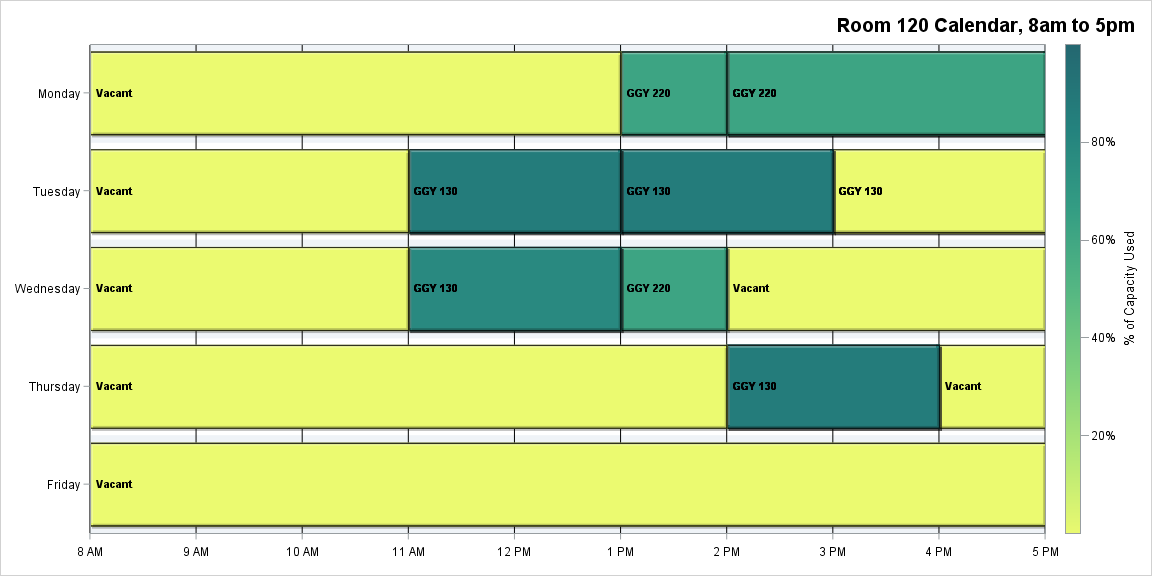 Room 120 Calendar, 8am to 5pm
Monday
Vacant
GGY 220
GGY 220
Tuesday
Vacant
GGY 130
GGY 130
GGY 130
Wednesday
Vacant
GGY 130
GGY 220
Vacant
Thursday
Vacant
GGY 130
Vacant
Friday
Vacant
8 AM
9 AM
10 AM
11 AM
12 PM
1 PM
2 PM
3 PM
4 PM
5 PM
80%
60%
40%
20%
% of Capacity Used